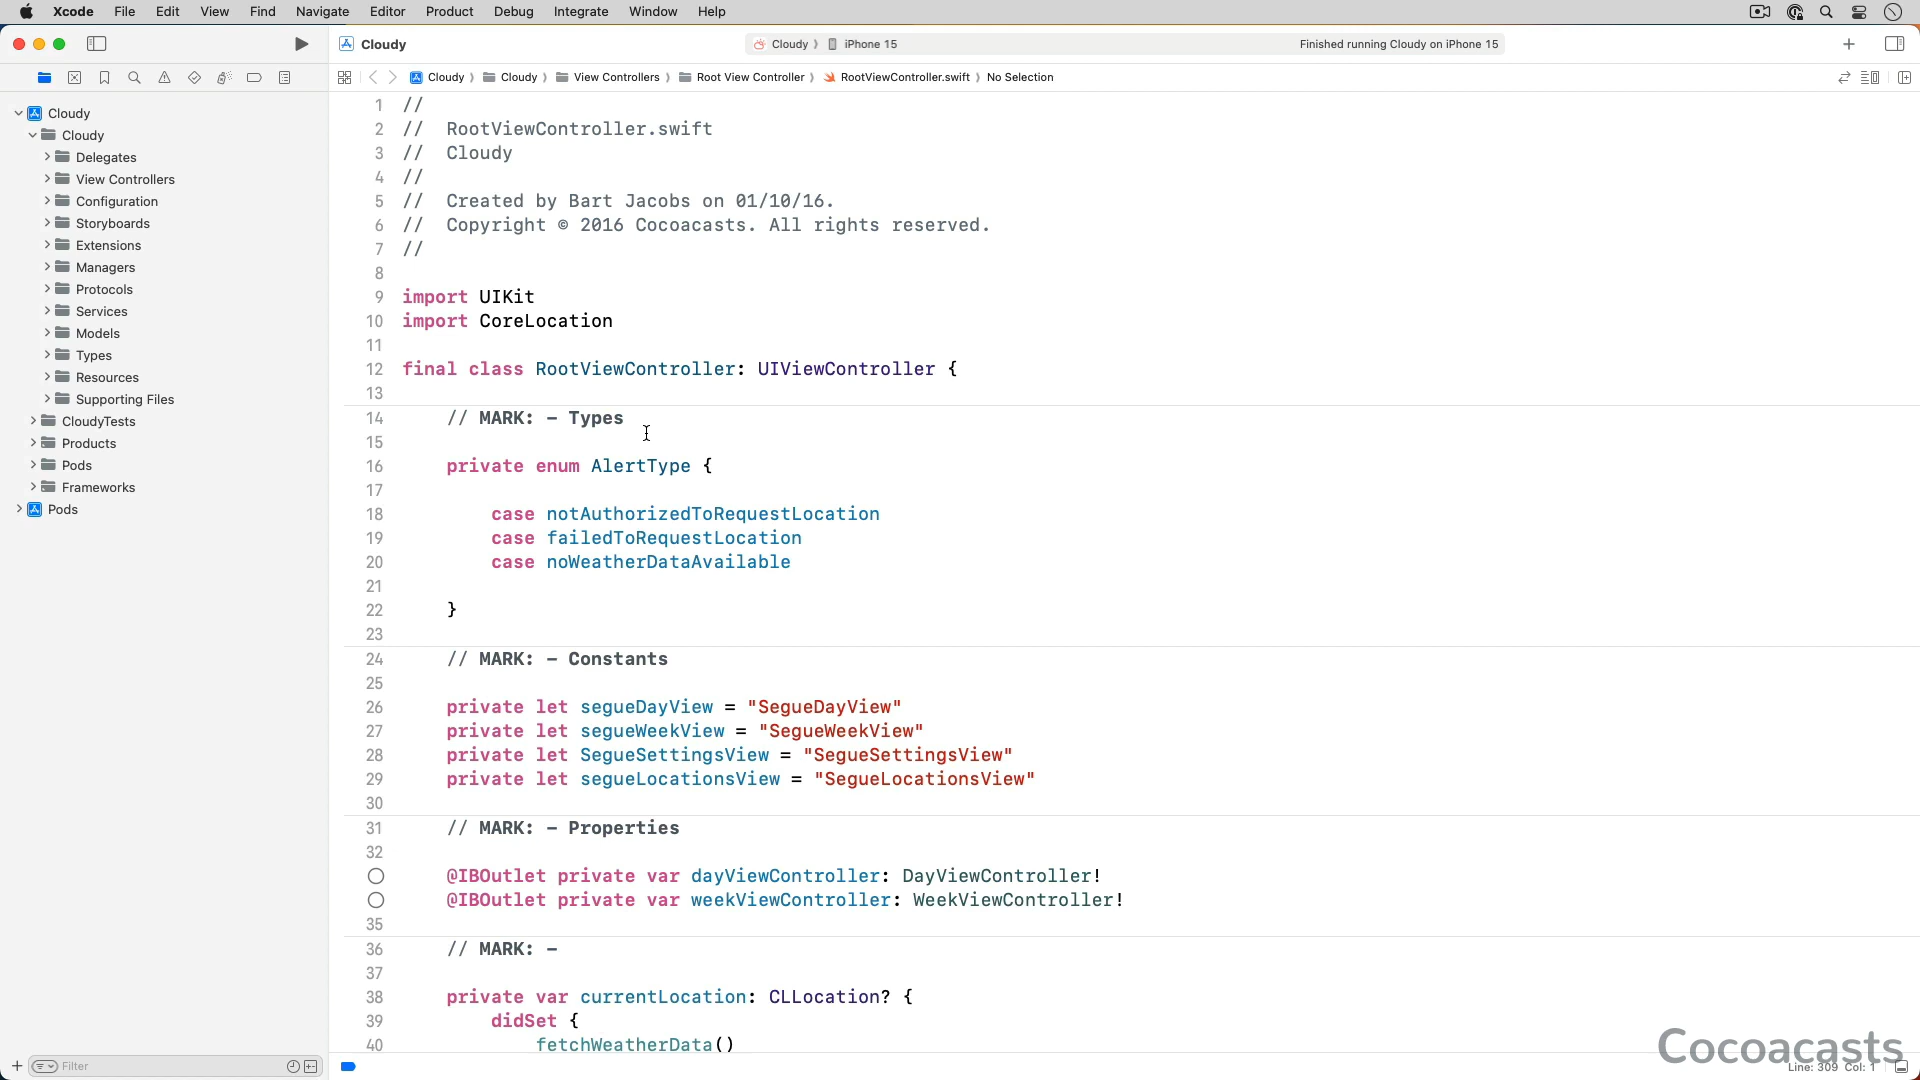 Xcode File Edit View Find Navigate Editor Product Debug Integrate Window Help
Cloudy
Cloudy iPhone 15
Finished running Cloudy on iPhone 15
Cloudy Cloudy View Controllers Root View Controller RootViewController.swift No Selection
Cloudy
Cloudy
Delegates
View Controllers
Configuration
Storyboards
Extensions
Managers
Protocols
Services
Models
Types
Resources
Supporting Files
CloudyTests
Products
Pods
Frameworks
Pods
Filter
1 //
2 // RootViewController.swift
3 // Cloudy
4 //
5 // Created by Bart Jacobs on 01/10/16.
6 // Copyright © 2016 Cocoacasts. All rights reserved.
7 //
8
9 import UIKit
10 import CoreLocation
11
12 final class RootViewController: UIViewController {
13
14 // MARK: - Types
15
16 private enum AlertType {
17
18 case notAuthorizedToRequestLocation
19 case failedToRequestLocation
20 case noWeatherDataAvailable
21
22 }
23
24 // MARK: - Constants
25
26 private let segueDayView = "SegueDayView"
27 private let segueWeekView = "SegueWeekView"
28 private let SegueSettingsView = "SegueSettingsView"
29 private let segueLocationsView = "SegueLocationsView"
30
31 // MARK: - Properties
32
@IBOutlet private var dayViewController: DayViewController!
@IBOutlet private var weekViewController: WeekViewController!
35
36 // MARK: -
37
38 private var currentLocation: CLLocation? {
39 didSet {
40 fetchWeatherData()
Cocoacasts
Line: 309 Col: 1